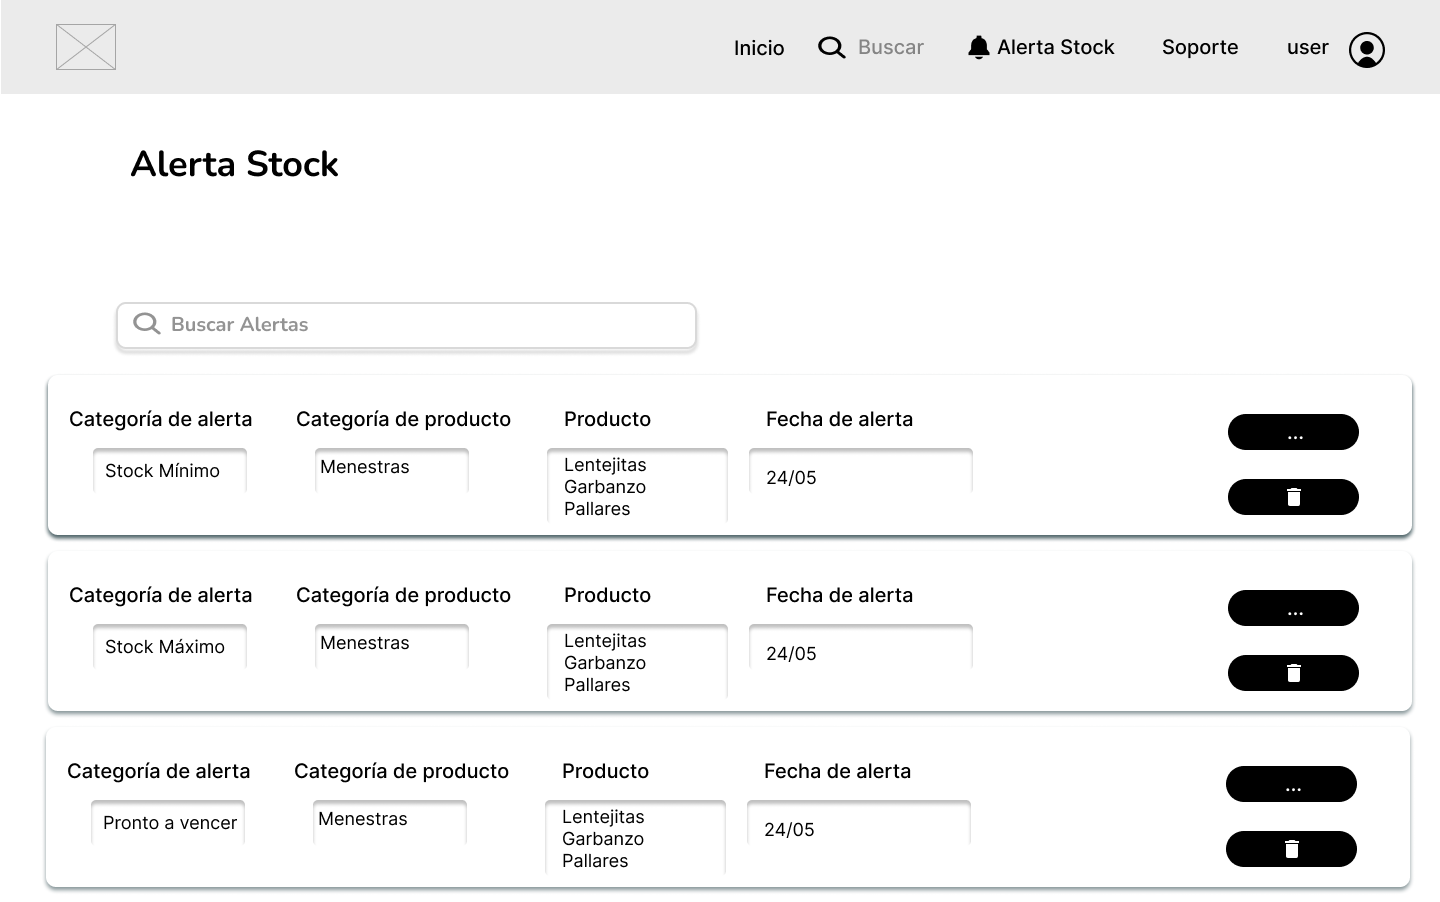 Inicio
Buscar
Alerta Stock
Soporte
user
Alerta Stock
Buscar Alertas
Categoría de alerta
Categoría de producto
Producto
Fecha de alerta
...
Stock Mínimo
Menestras
Lentejitas
Garbanzo
Pallares
24/05
Categoría de alerta
Categoría de producto
Producto
Fecha de alerta
...
Stock Máximo
Menestras
Lentejitas
Garbanzo
Pallares
24/05
Categoría de alerta
Categoría de producto
Producto
Fecha de alerta
...
Pronto a vencer
Menestras
Lentejitas
Garbanzo
Pallares
24/05